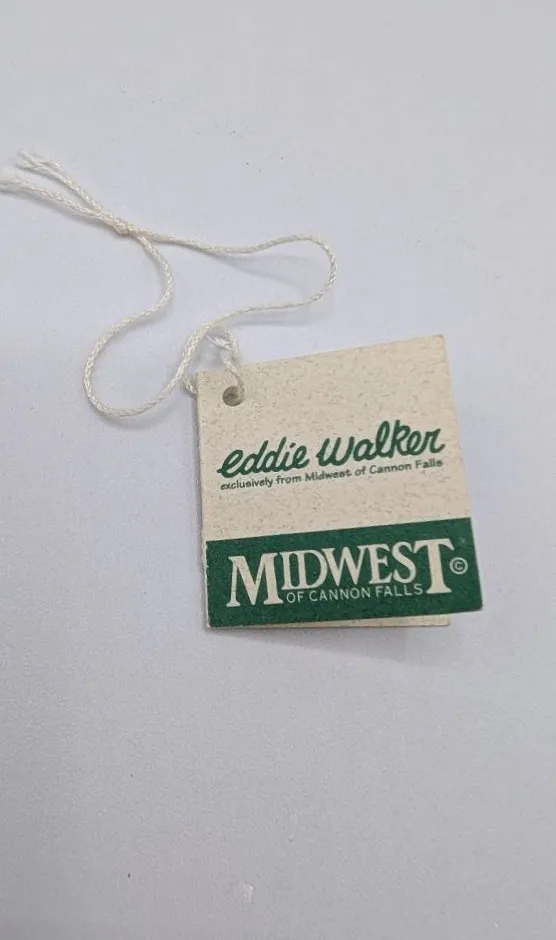 eddie walker
exclusively from Midwest of Cannon Falls
MIDWEST ©
OF CANNON FALLS